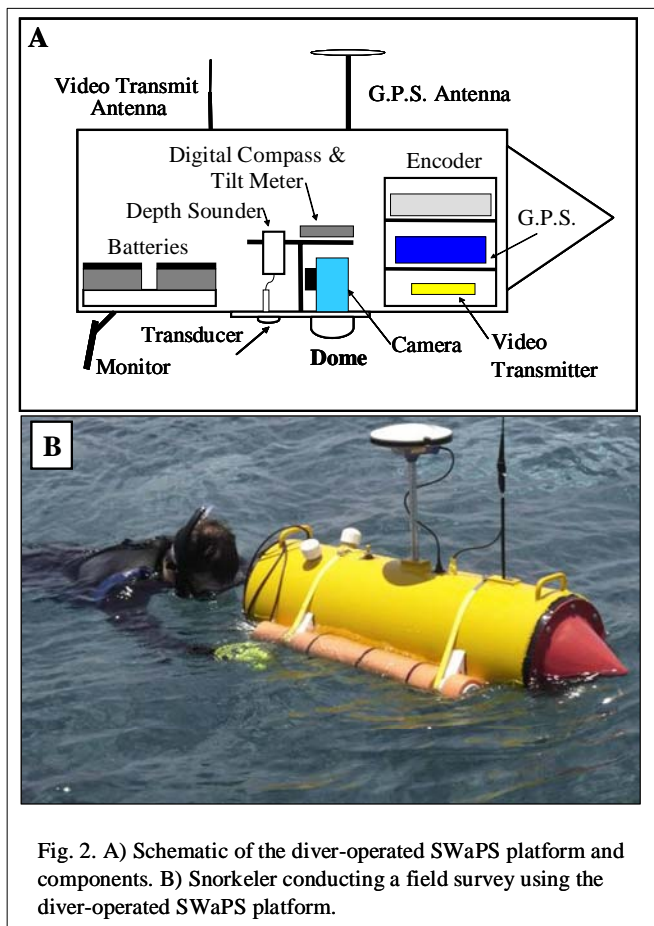 A
Video Transmit
Antenna
G.P.S. Antenna
Digital Compass &
Tilt Meter
Encoder
Depth Sounder
G.P.S.
Batteries
Transducer
Camera
Video
Transmitter
Dome
Monitor
B
Fig. 2. A) Schematic of the diver-operated SWaPS platform and
components. B) Snorkeler conducting a field survey using the
diver-operated SWaPS platform.